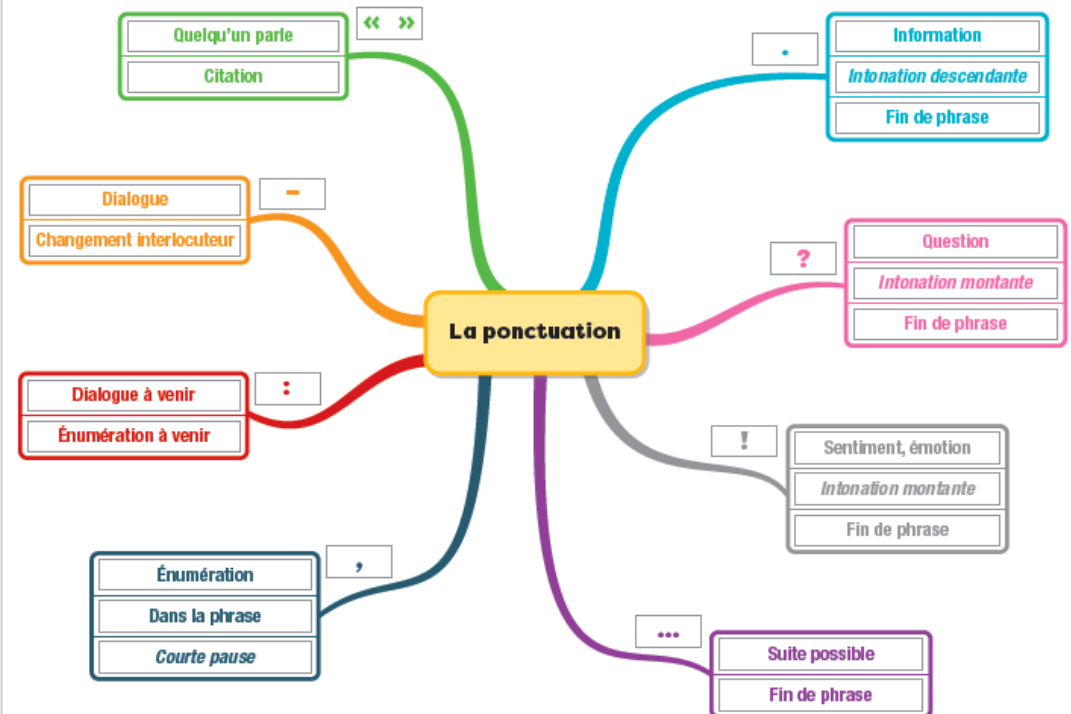 « »
Quelqu'un parle
Citation
.
Information
Intonation descendante
Fin de phrase
–
Dialogue
Changement interlocuteur
?
Question
Intonation montante
Fin de phrase
La ponctuation
:
Dialogue à venir
Énumération à venir
!
Sentiment, émotion
Intonation montante
Fin de phrase
,
Énumération
Dans la phrase
Courte pause
...
Suite possible
Fin de phrase